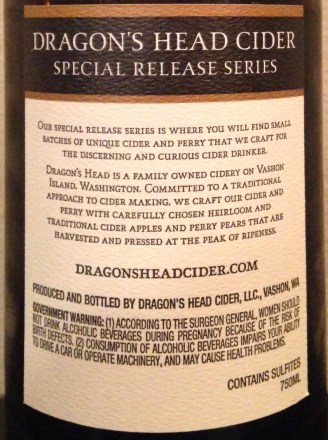 DRAGON'S HEAD CIDER
SPECIAL RELEASE SERIES
OUR SPECIAL RELEASE SERIES IS WHERE YOU WILL FIND SMALL
BATCHES OF UNIQUE CIDER AND PERRY THAT WE CRAFT FOR
THE DISCERNING AND CURIOUS CIDER DRINKER.
DRAGON'S HEAD IS A FAMILY OWNED CIDERY ON VASHON
ISLAND, WASHINGTON. COMMITTED TO A TRADITIONAL
APPROACH TO CIDER MAKING, WE CRAFT OUR CIDER AND
PERRY WITH CAREFULLY CHOSEN HEIRLOOM AND
TRADITIONAL CIDER APPLES AND PERRY PEARS THAT ARE
HARVESTED AND PRESSED AT THE PEAK OF RIPENESS.
DRAGONSHEADCIDER.COM
PRODUCED AND BOTTLED BY DRAGON'S HEAD CIDER, LLC., VASHON, WA
GOVERNMENT WARNING: (1) ACCORDING TO THE SURGEON GENERAL, WOMEN SHOULD
NOT DRINK ALCOHOLIC BEVERAGES DURING PREGNANCY BECAUSE OF THE RISK OF
BIRTH DEFECTS. (2) CONSUMPTION OF ALCOHOLIC BEVERAGES IMPAIRS YOUR ABILITY
TO DRIVE A CAR OR OPERATE MACHINERY, AND MAY CAUSE HEALTH PROBLEMS.
CONTAINS SULFITES
750ML